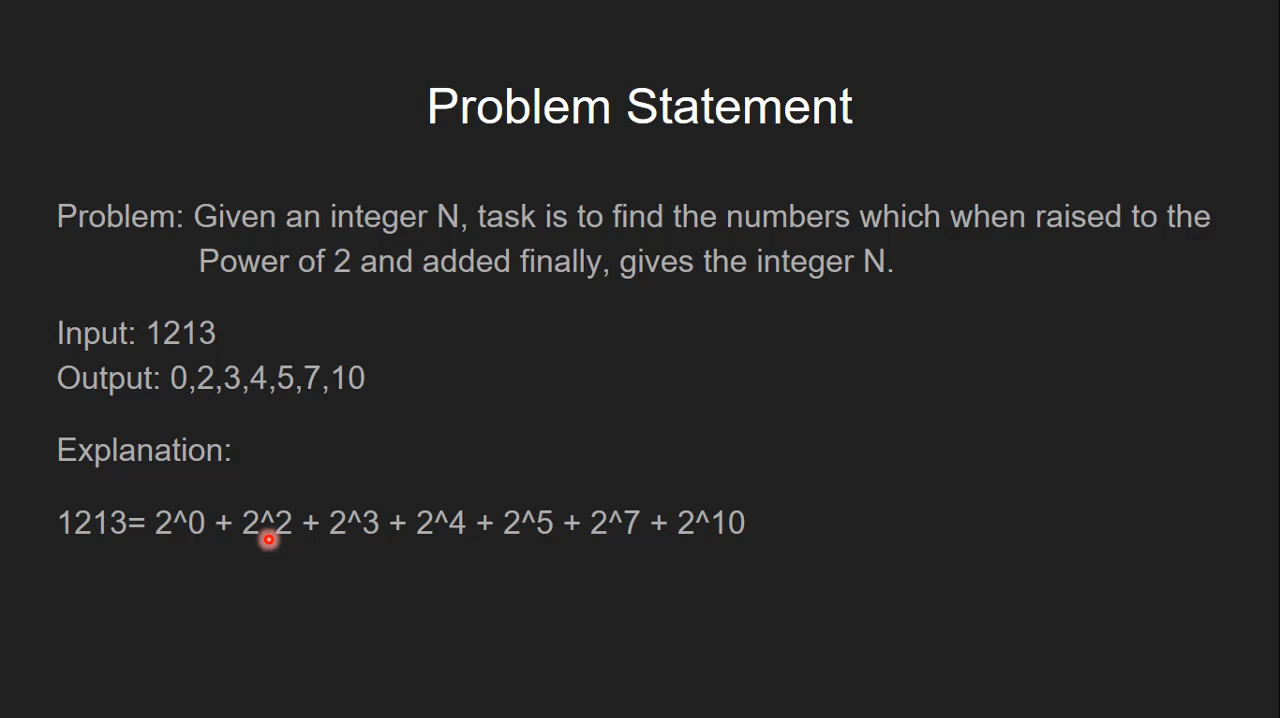 Problem Statement
Problem: Given an integer N, task is to find the numbers which when raised to the
Power of 2 and added finally, gives the integer N.
Input: 1213
Output: 0,2,3,4,5,7,10
Explanation:
1213= 2^0 + 2^2 + 2^3 + 2^4 + 2^5 + 2^7 + 2^10